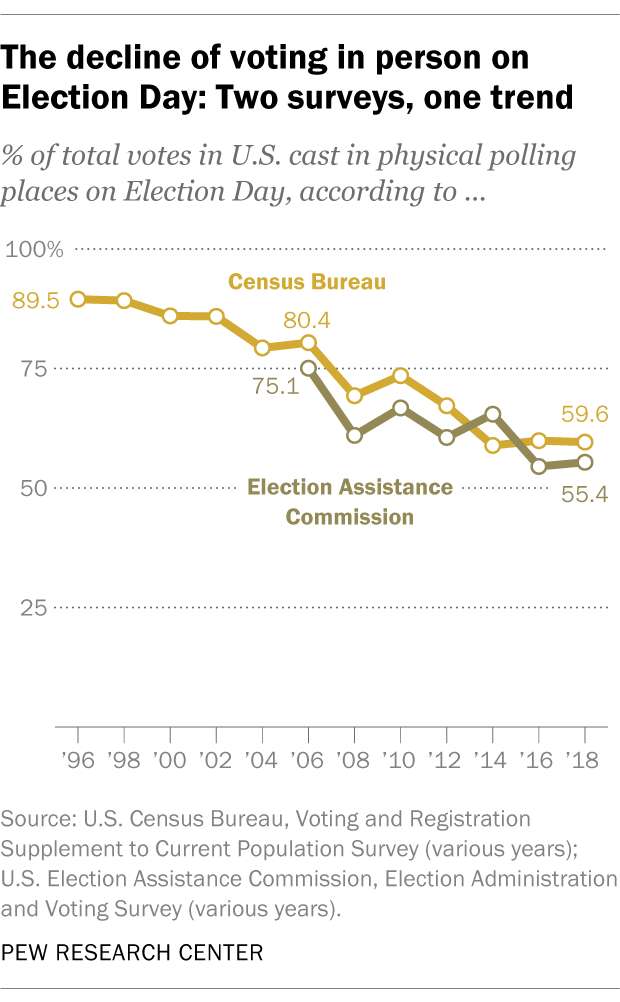 The decline of voting in person on
Election Day: Two surveys, one trend
% of total votes in U.S. cast in physical polling
places on Election Day, according to ...
100%
Census Bureau
89.5
80.4
75
75.1
59.6
50
Election Assistance
Commission
55.4
25
’96 ’98 ’00 ’02 ’04 ’06 ’08 ’10 ’12 ’14 ’16 ’18
Source: U.S. Census Bureau, Voting and Registration
Supplement to Current Population Survey (various years);
U.S. Election Assistance Commission, Election Administration
and Voting Survey (various years).
PEW RESEARCH CENTER